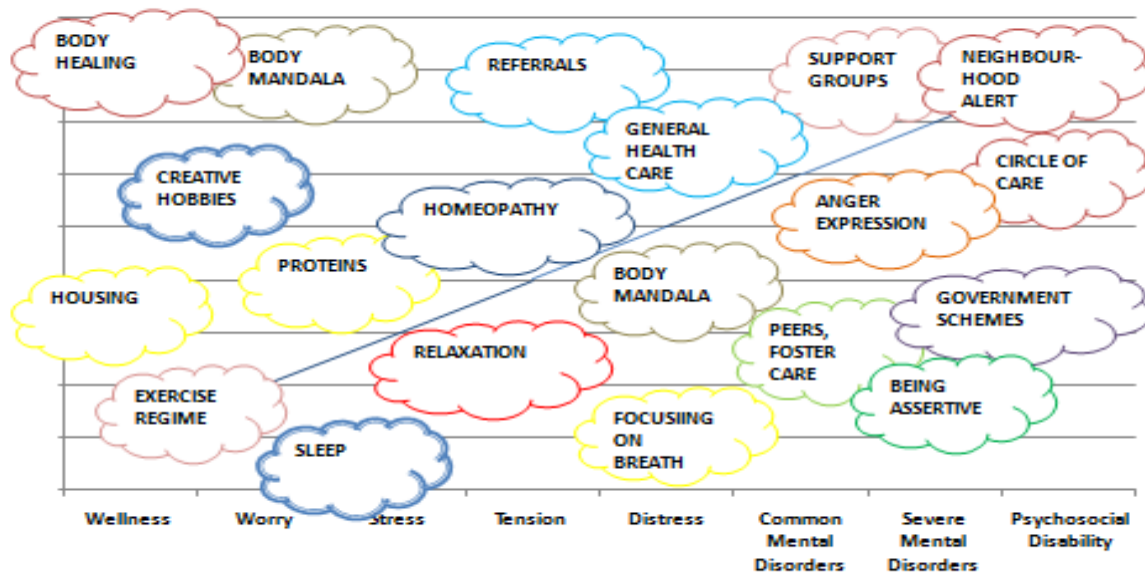 BODY
HEALING
BODY
MANDALA
REFERRALS
SUPPORT
GROUPS
NEIGHBOUR-
HOOD
ALERT
GENERAL
HEALTH
CARE
CIRCLE OF
CARE
CREATIVE
HOBBIES
HOMEOPATHY
ANGER
EXPRESSION
PROTEINS
BODY
MANDALA
HOUSING
GOVERNMENT
SCHEMES
PEERS,
FOSTER
CARE
RELAXATION
BEING
ASSERTIVE
EXERCISE
REGIME
FOCUSIING
ON
BREATH
SLEEP
Wellness
Worry
Stress
Tension
Distress
Common
Mental
Disorders
Severe
Mental
Disorders
Psychosocial
Disability